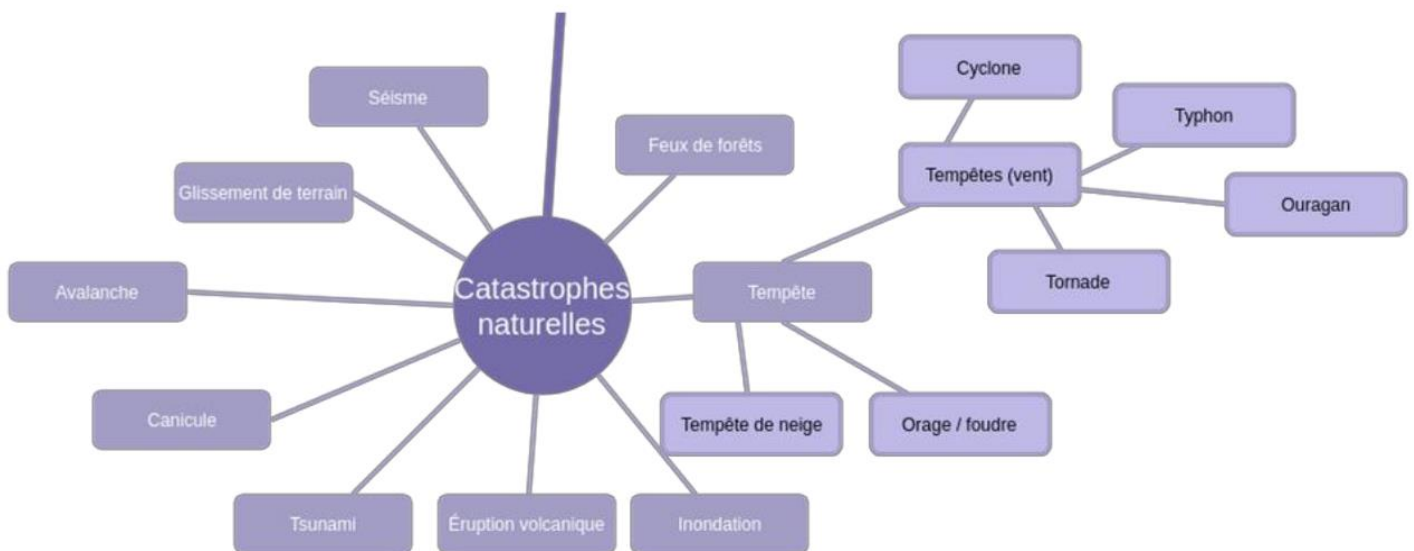 Cyclone
Séisme
Typhon
Feux de forêts
Tempêtes (vent)
Glissement de terrain
Ouragan
Tornade
Avalanche
Catastrophes
naturelles
Tempête
Canicule
Tempête de neige
Orage / foudre
Tsunami
Éruption volcanique
Inondation